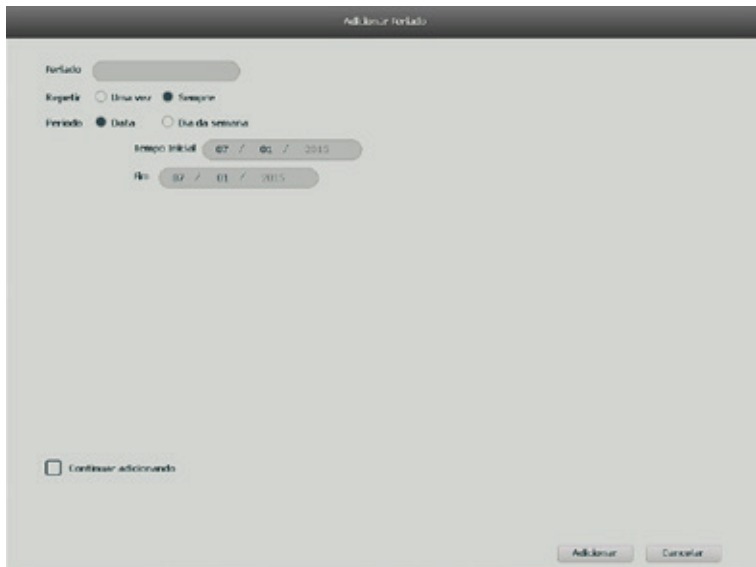 Adicionar Feriado
Feriado
Repetir Uma vez Sempre
Periodo Data Dia da semana
Tempo Inicial 07 / 01 / 2015
Fim 07 / 01 / 2015
Continuar adicionando
Adicionar Cancelar